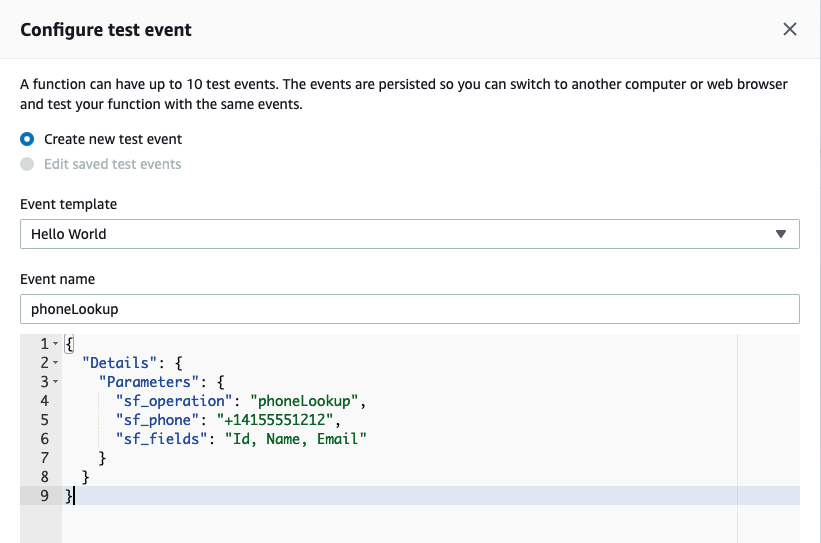 Configure test event
A function can have up to 10 test events. The events are persisted so you can switch to another computer or web browser
and test your function with the same events.
Create new test event
Edit saved test events
Event template
Hello World
Event name
phoneLookup
1 {
2 "Details": {
3 "Parameters": {
4 "sf_operation": "phoneLookup",
5 "sf_phone": "+14155551212",
6 "sf_fields": "Id, Name, Email"
7 }
8 }
9 }